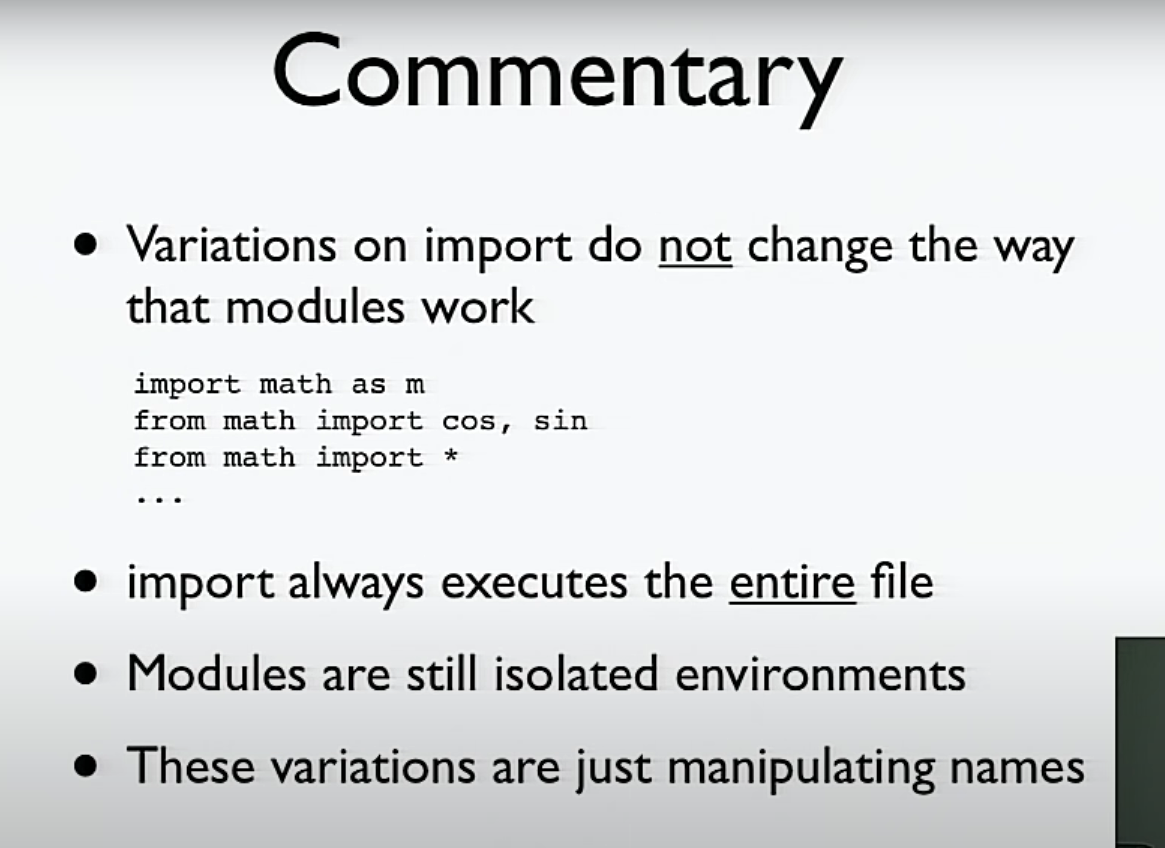 Commentary
• Variations on import do not change the way
that modules work
import math as m
from math import cos, sin
from math import *
...
• import always executes the entire file
• Modules are still isolated environments
• These variations are just manipulating names